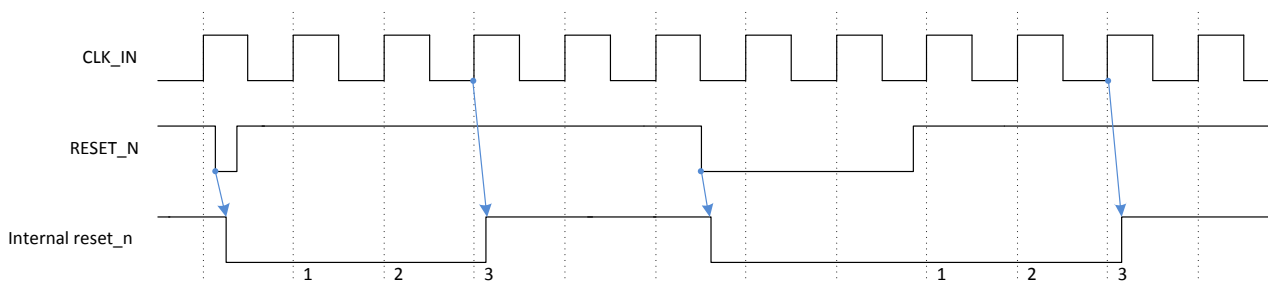 CLK_IN
RESET_N
Internal reset_n
1 2 3 1 2 3